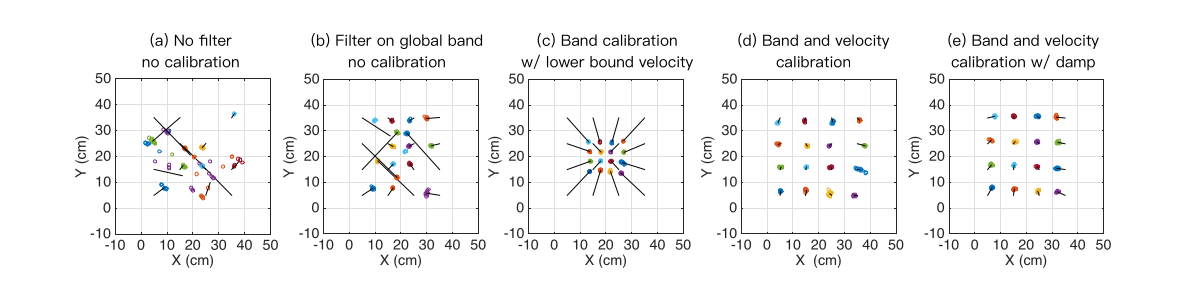 (a) No filter
no calibration
(b) Filter on global band
no calibration
(c) Band calibration
w/ lower bound velocity
(d) Band and velocity
calibration
(e) Band and velocity
calibration w/ damp
50
40
30
20
10
0
-10
Y (cm)
-10 0 10 20 30 40 50
X (cm)
50
40
30
20
10
0
-10
Y (cm)
-10 0 10 20 30 40 50
X (cm)
50
40
30
20
10
0
-10
Y (cm)
-10 0 10 20 30 40 50
X (cm)
50
40
30
20
10
0
-10
Y (cm)
-10 0 10 20 30 40 50
X (cm)
50
40
30
20
10
0
-10
Y (cm)
-10 0 10 20 30 40 50
X (cm)